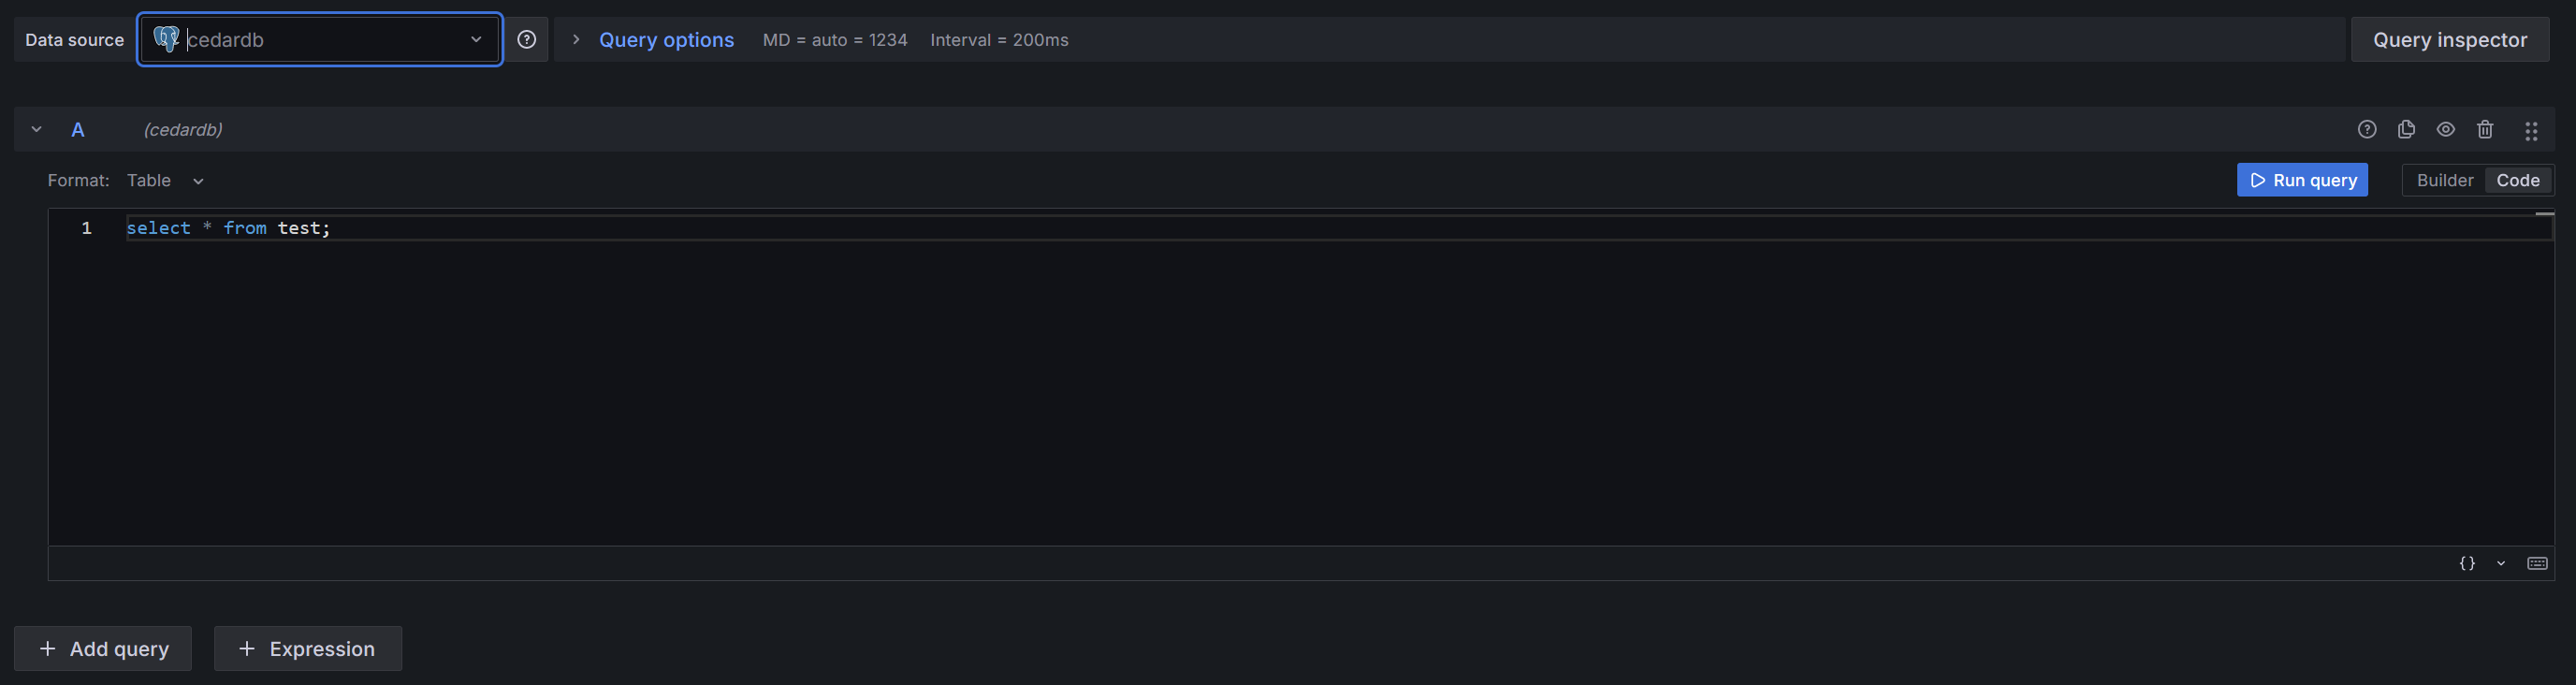 Data source cedardb Query options MD = auto = 1234 Interval = 200ms Query inspector
A (cedardb)
Format: Table Run query Builder Code
1 select * from test;
{}
+ Add query + Expression